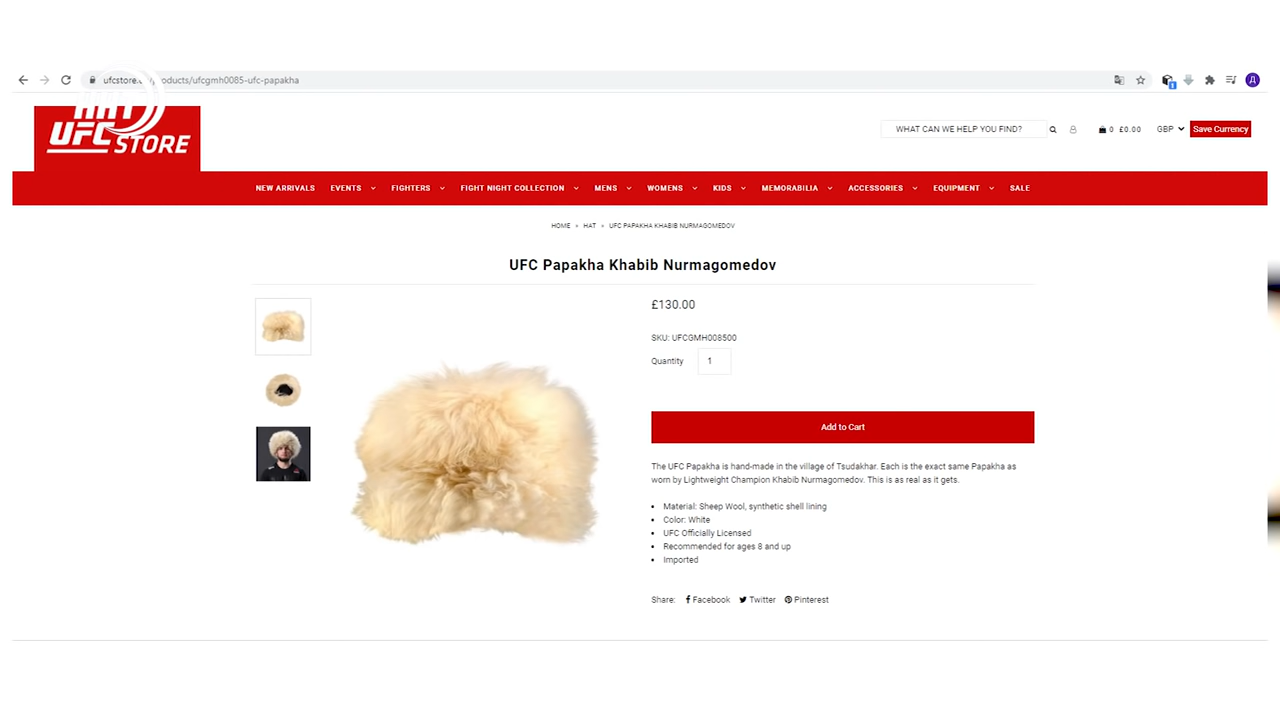 products/ufcgmh0085-ufc-papakha
UFC STORE
WHAT CAN WE HELP YOU FIND?
0 £0.00
GBP
Save Currency
NEW ARRIVALS EVENTS FIGHTERS FIGHT NIGHT COLLECTION MENS WOMENS KIDS MEMORABILIA ACCESSORIES EQUIPMENT SALE
HOME » HAT » UFC PAPAKHA KHABIB NURMAGOMEDOV
UFC Papakha Khabib Nurmagomedov
£130.00
SKU: UFCGMH008500
Quantity 1
Add to Cart
The UFC Papakha is hand-made in the village of Tsudakhar. Each is the exact same Papakha as
worn by Lightweight Champion Khabib Nurmagomedov. This is as real as it gets.
• Material: Sheep Wool, synthetic shell lining
• Color: White
• UFC Officially Licensed
• Recommended for ages 8 and up
• Imported
Share: Facebook Twitter Pinterest
Д